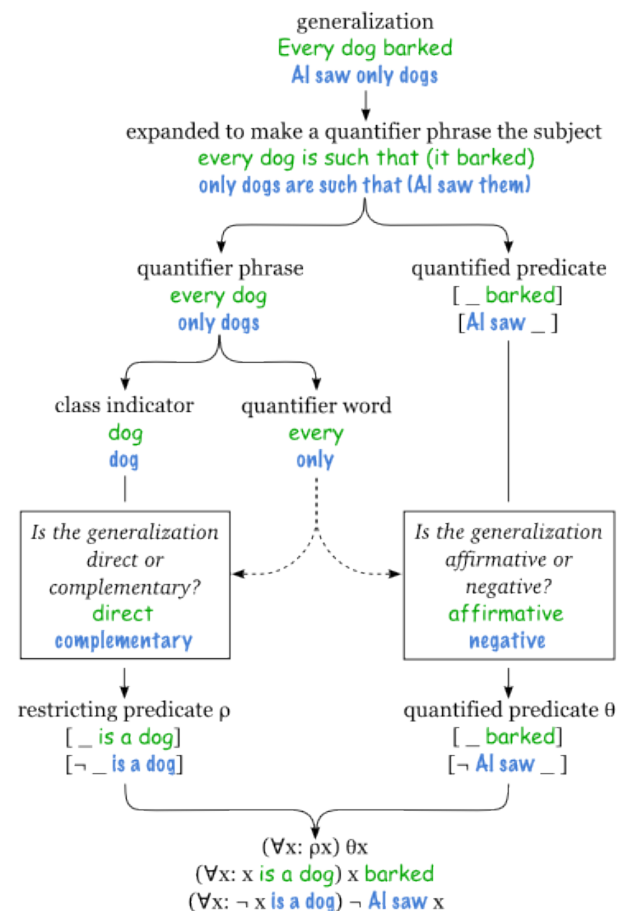 generalization
Every dog barked
Al saw only dogs
expanded to make a quantifier phrase the subject
every dog is such that (it barked)
only dogs are such that (Al saw them)
quantifier phrase
every dog
only dogs
quantified predicate
[ _ barked]
[Al saw _ ]
class indicator
dog
dog
quantifier word
every
only
Is the generalization
direct or
complementary?
direct
complementary
Is the generalization
affirmative or
negative?
affirmative
negative
restricting predicate ρ
[ _ is a dog]
[¬ _ is a dog]
quantified predicate θ
[ _ barked]
[¬ Al saw _ ]
(∀x: ρx) θx
(∀x: x is a dog) x barked
(∀x: ¬ x is a dog) ¬ Al saw x